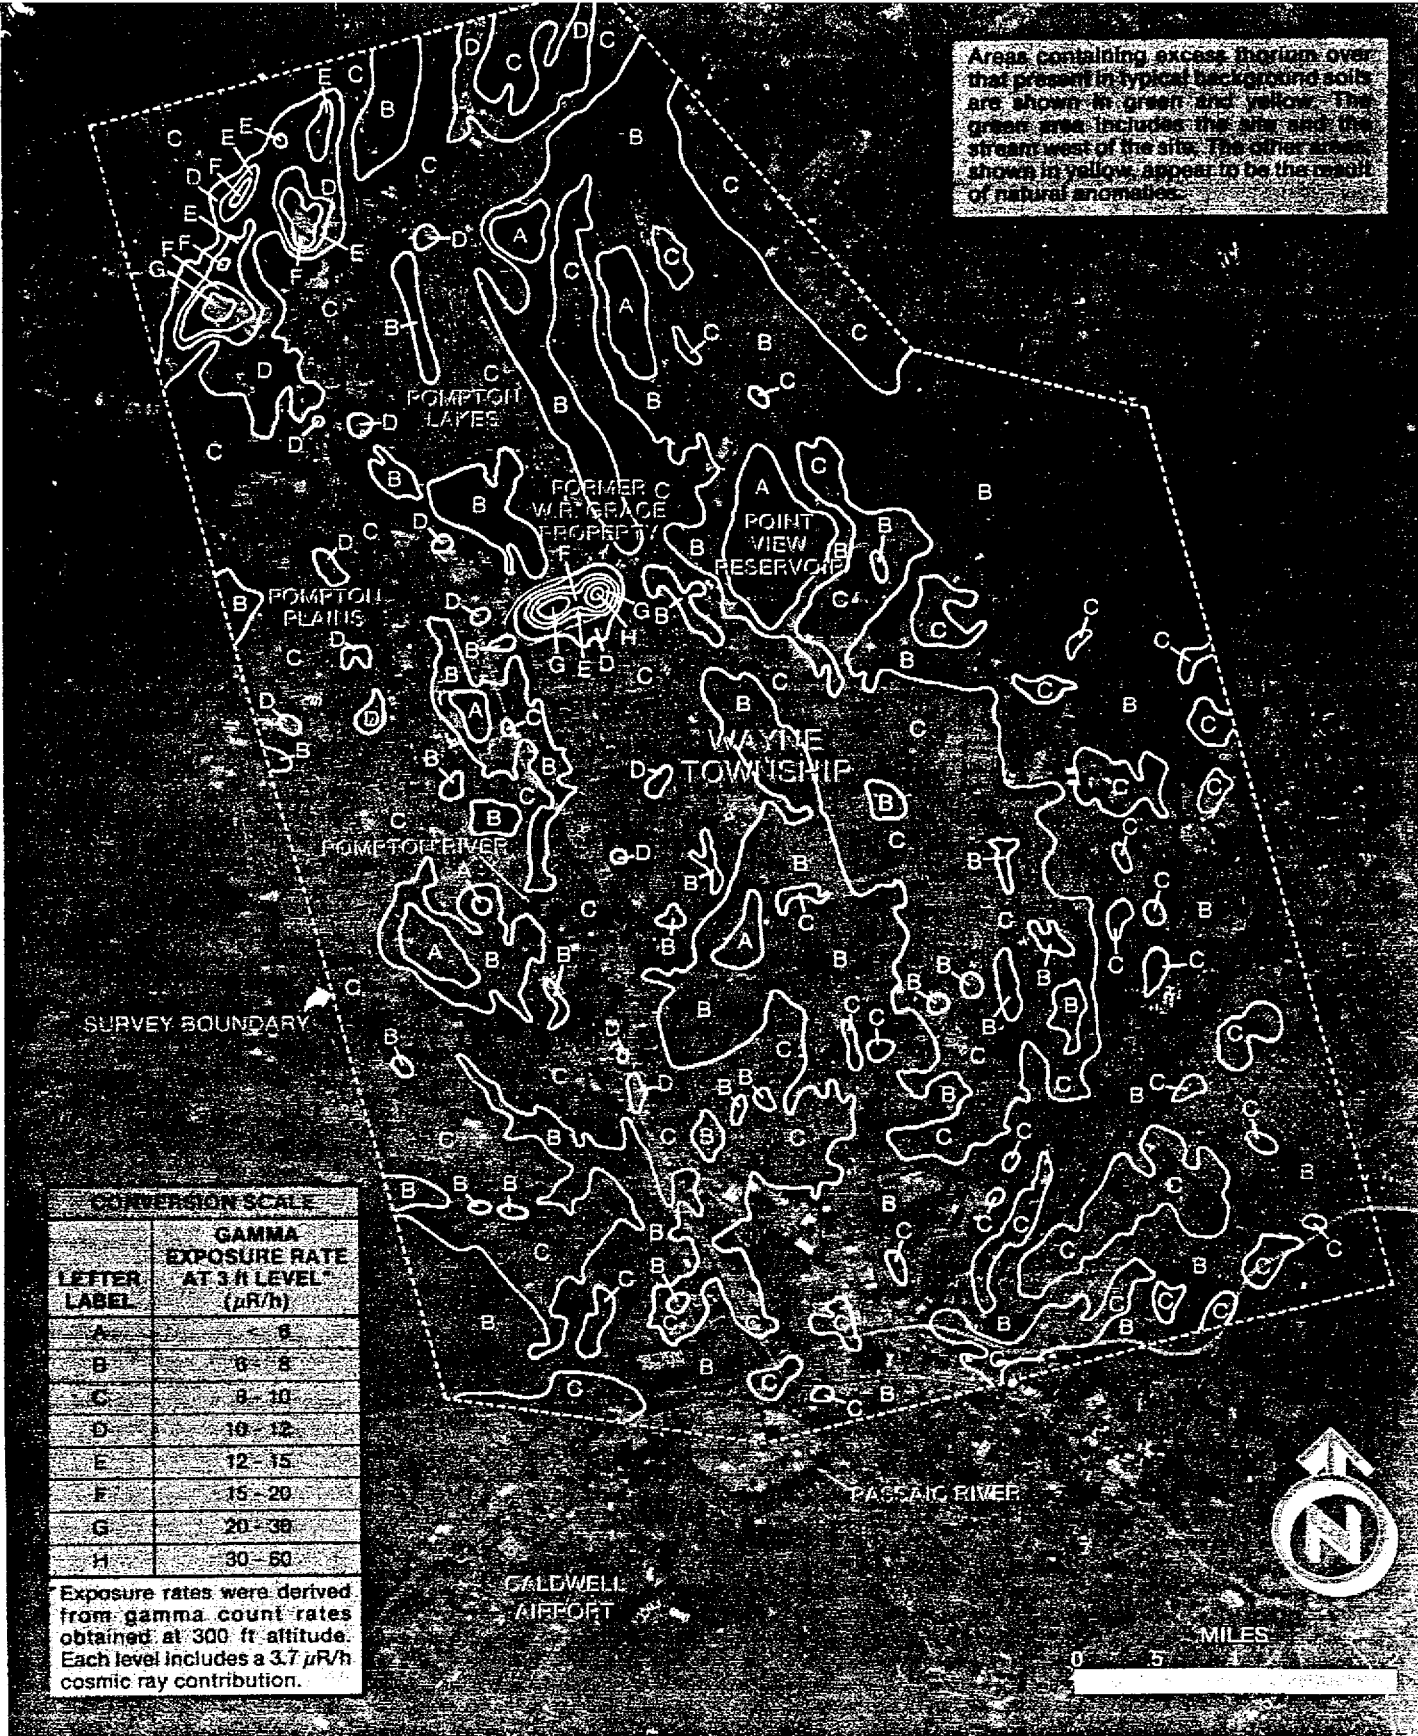 Areas containing excess thorium over
that present in typical background soils
are shown in green and yellow. The
green area includes the site and the
stream west of the site. The other areas,
shown in yellow, appear to be the result
of natural anomalies.
POMPTON
LAKES
FORMER
W.R. GRACE
PROPERTY
POINT
VIEW
RESERVOIR
POMPTON
PLAINS
WAYNE
TOWNSHIP
POMPTON RIVER
SURVEY BOUNDARY
CONVERSION SCALE
LETTER
LABEL
GAMMA
EXPOSURE RATE
AT 3 ft LEVEL*
(μR/h)
A < 6
B 6 - 8
C 8 - 10
D 10 - 12
E 12 - 15
F 15 - 20
G 20 - 30
H 30 - 60
*Exposure rates were derived
from gamma count rates
obtained at 300 ft altitude.
Each level includes a 3.7 μR/h
cosmic ray contribution.
PASSAIC RIVER
CALDWELL
AIRPORT
N
MILES
0 5 1